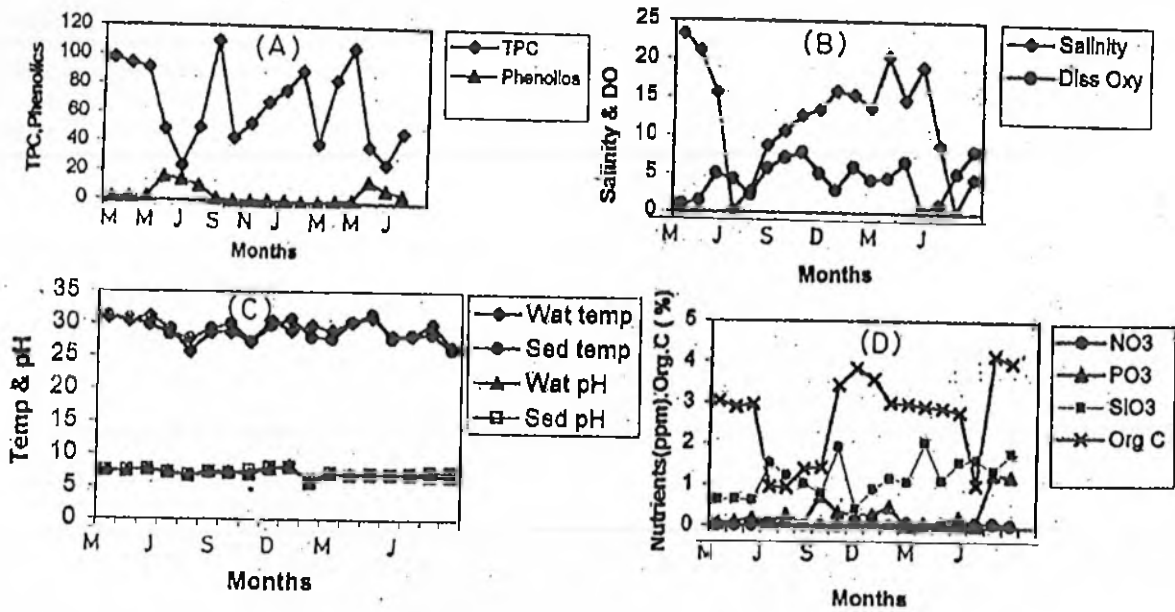 120
100
80
60
40
20
0
TPC,Phenolics
(A)
M M J S N J M M J
Months
TPC
Phenolics
25
20
15
10
5
0
Salinity & DO
(B)
M J S D M J
Months
Salinity
Diss Oxy
35
30
25
20
15
10
5
0
Temp & pH
(C)
M J S D M J
Months
Wat temp
Sed temp
Wat pH
Sed pH
5
4
3
2
1
0
Nutrients(ppm).Org.C (%)
(D)
M J S D M J
Months
NO3
PO3
SIO3
Org C